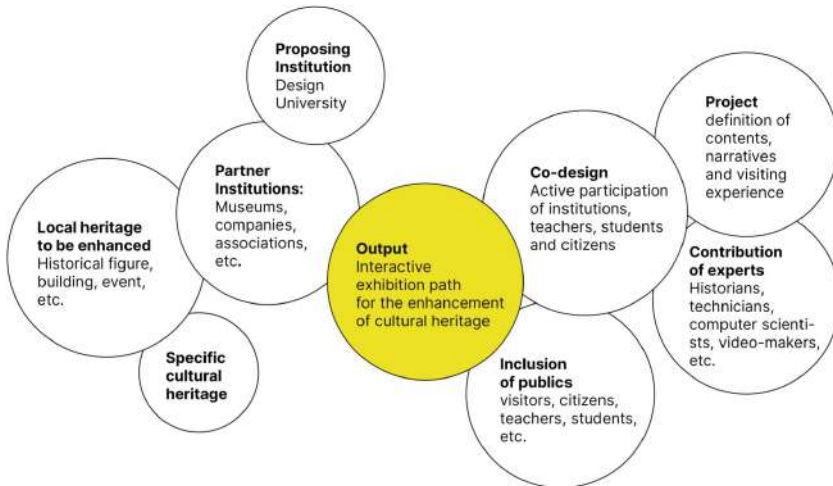 Proposing
Institution
Design
University
Partner
Institutions:
Museums,
companies,
associations,
etc.
Local heritage
to be enhanced
Historical figure,
building, event,
etc.
Specific
cultural
heritage
Output
Interactive
exhibition path
for the enhancement
of cultural heritage
Co-design
Active participation
of institutions,
teachers, students
and citizens
Inclusion
of publics
visitors, citizens,
teachers, students,
etc.
Project
definition of
contents,
narratives
and visiting
experience
Contribution
of experts
Historians,
technicians,
computer scienti-
sts, video-makers,
etc.